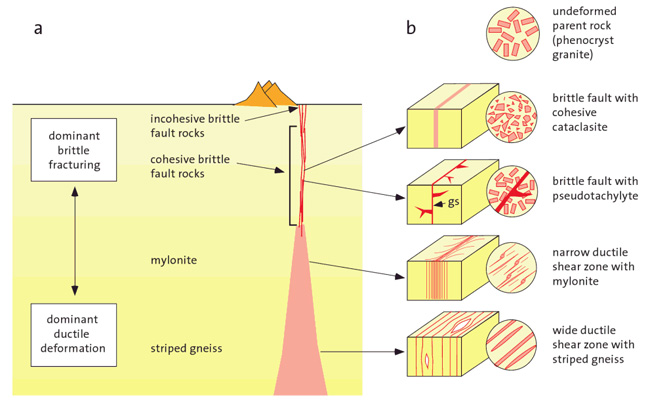 a
b
undeformed
parent rock
(phenocryst
granite)
incohesive brittle
fault rocks
dominant
brittle
fracturing
cohesive brittle
fault rocks
brittle fault with
cohesive
cataclasite
brittle fault with
pseudotachylyte
gs
mylonite
narrow ductile
shear zone with
mylonite
dominant
ductile
deformation
striped gneiss
wide ductile
shear zone with
striped gneiss